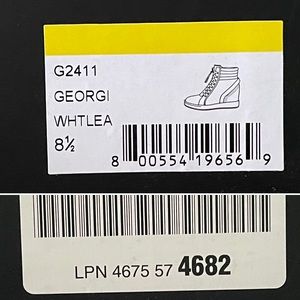 G2411
GEORGI
WHTLEA
8½
8 00554 19656 9
LPN 4675 57 4682